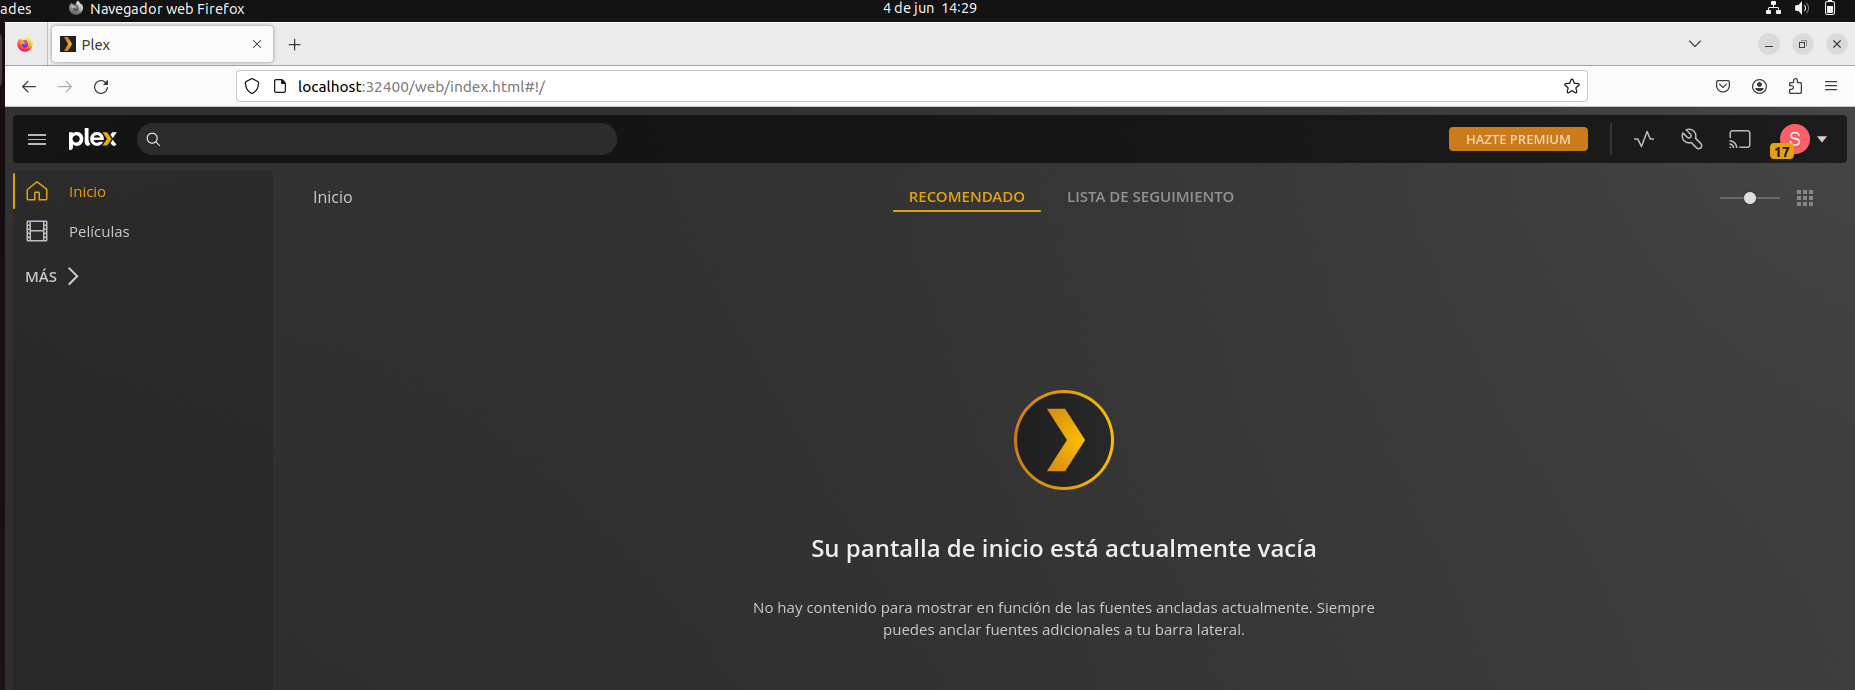 ades Navegador web Firefox 4 de jun 14:29
Plex
localhost:32400/web/index.html#!/
plex HAZTE PREMIUM S 17
Inicio
Películas
MÁS
Inicio RECOMENDADO LISTA DE SEGUIMIENTO
Su pantalla de inicio está actualmente vacía
No hay contenido para mostrar en función de las fuentes ancladas actualmente. Siempre
puedes anclar fuentes adicionales a tu barra lateral.